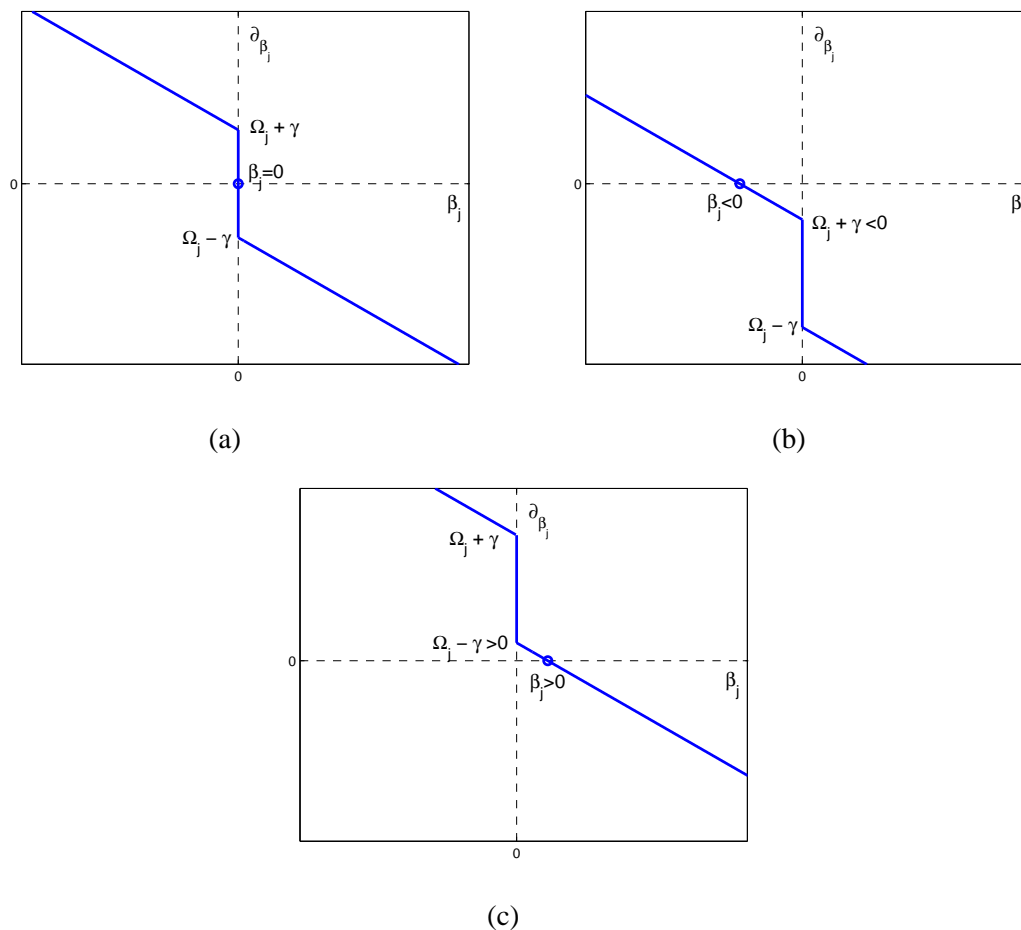 ∂β_j
Ω_j + γ
β_j=0
0
β_j
Ω_j − γ
0
(a)
∂β_j
0
β_j<0
β
Ω_j + γ <0
Ω_j − γ
0
(b)
∂β_j
Ω_j + γ
Ω_j − γ >0
0
β_j>0
β_j
0
(c)